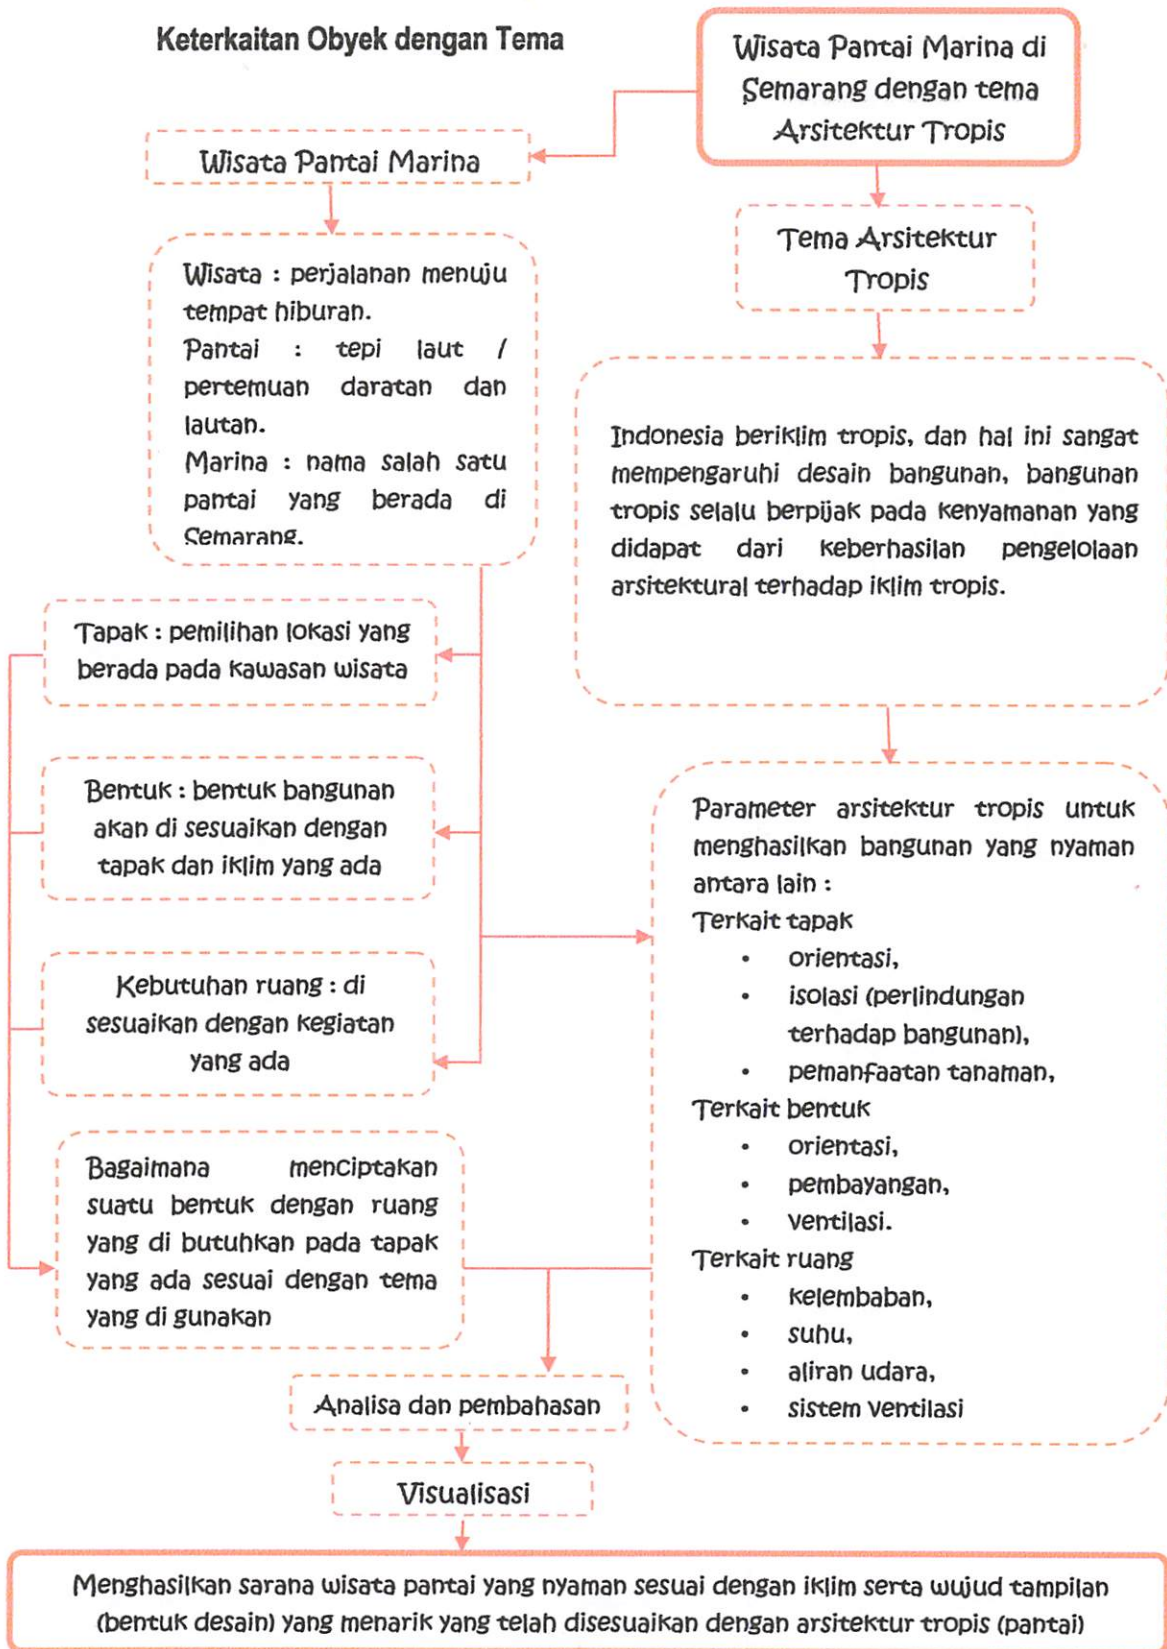 Keterkaitan Obyek dengan Tema
Wisata Pantai Marina di
Semarang dengan tema
Arsitektur Tropis
Wisata Pantai Marina
Tema Arsitektur
Tropis
Wisata : perjalanan menuju
tempat hiburan.
Pantai : tepi laut /
pertemuan daratan dan
lautan.
Marina : nama salah satu
pantai yang berada di
Semarang.
Indonesia beriklim tropis, dan hal ini sangat
mempengaruhi desain bangunan, bangunan
tropis selalu berpijak pada kenyamanan yang
didapat dari keberhasilan pengelolaan
arsitektural terhadap iklim tropis.
Tapak : pemilihan lokasi yang
berada pada kawasan wisata
Bentuk : bentuk bangunan
akan di sesuaikan dengan
tapak dan iklim yang ada
Kebutuhan ruang : di
sesuaikan dengan kegiatan
yang ada
Bagaimana menciptakan
suatu bentuk dengan ruang
yang di butuhkan pada tapak
yang ada sesuai dengan tema
yang di gunakan
Parameter arsitektur tropis untuk
menghasilkan bangunan yang nyaman
antara lain :
Terkait tapak
• orientasi,
• isolasi (perlindungan
terhadap bangunan),
• pemanfaatan tanaman,
Terkait bentuk
• orientasi,
• pembayangan,
• ventilasi.
Terkait ruang
• kelembaban,
• suhu,
• aliran udara,
• sistem ventilasi
Analisa dan pembahasan
Visualisasi
Menghasilkan sarana wisata pantai yang nyaman sesuai dengan iklim serta wujud tampilan
(bentuk desain) yang menarik yang telah disesuaikan dengan arsitektur tropis (pantai)